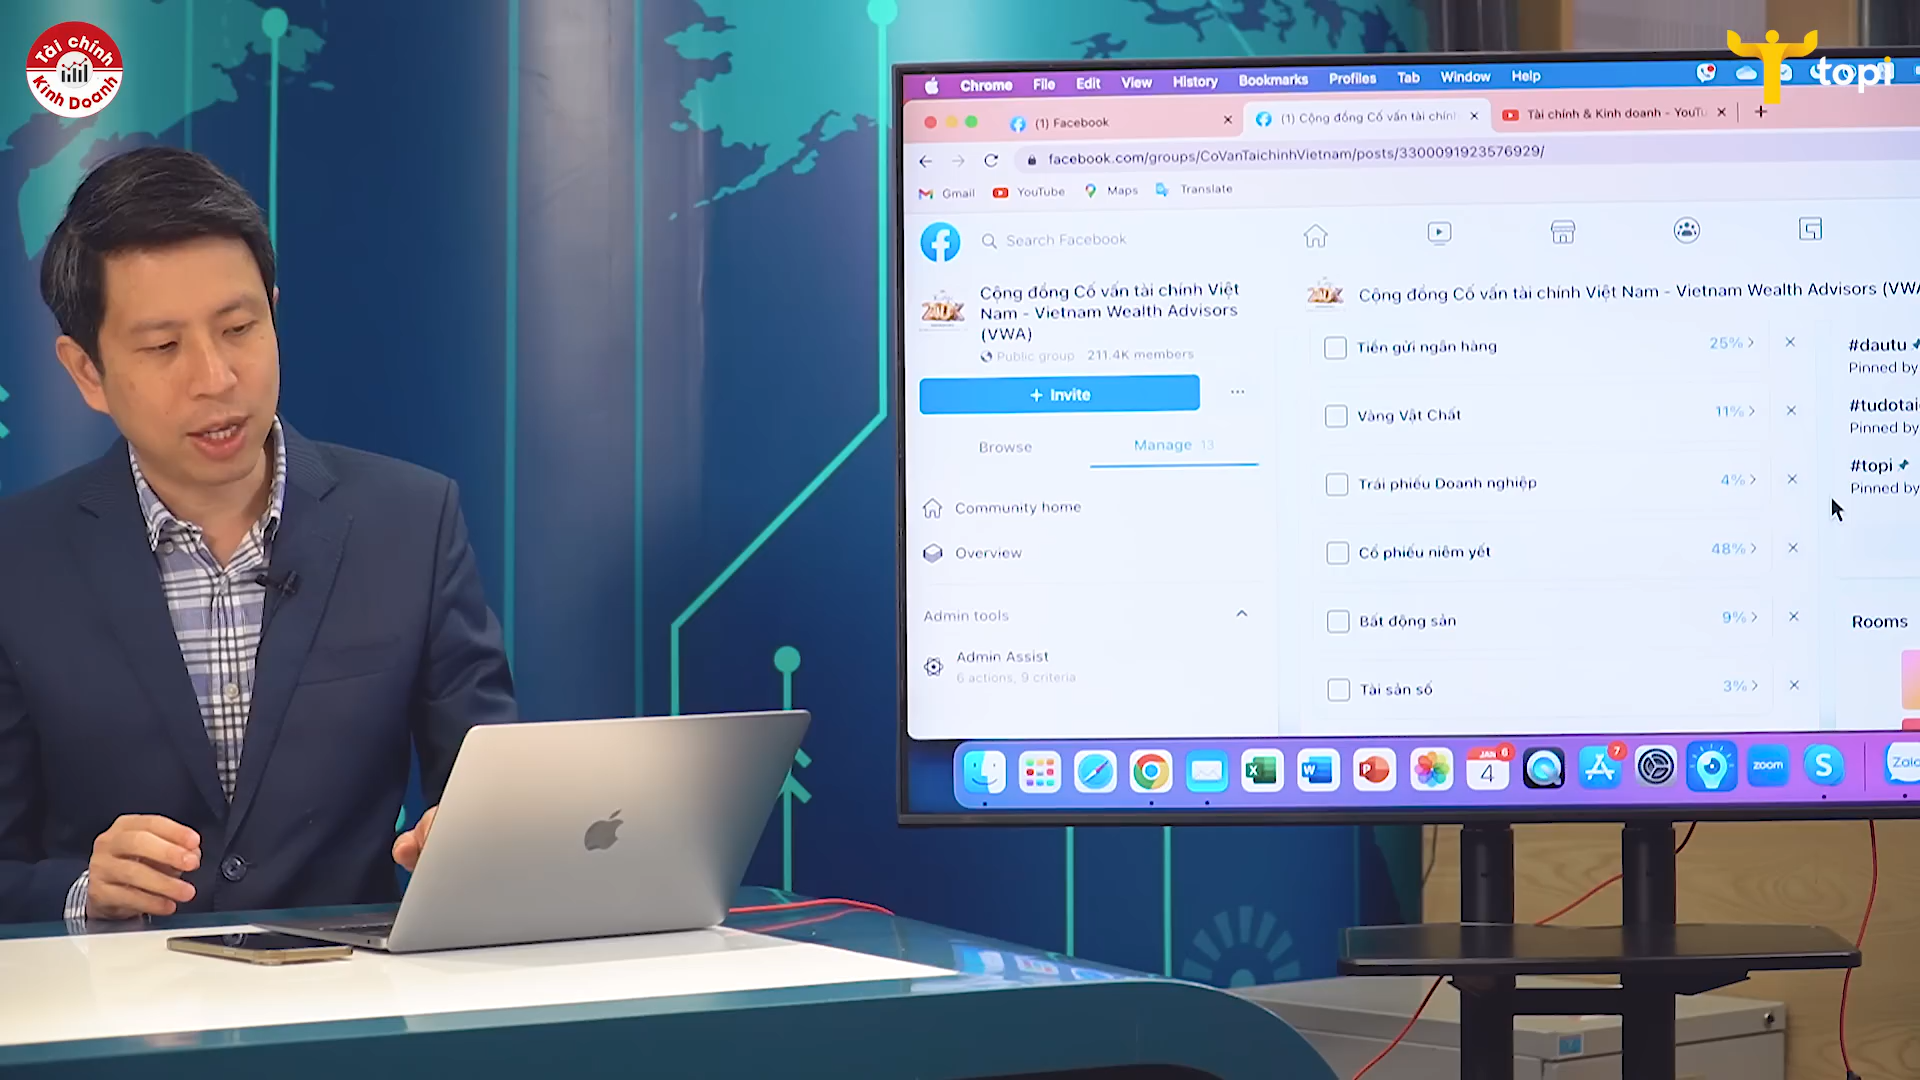 Tài chính
Kinh Doanh
topi
Chrome File Edit View History Bookmarks Profiles Tab Window Help
(1) Facebook
(1) Cộng đồng Cố vấn tài chính
Tài chính & Kinh doanh - YouTu
facebook.com/groups/CoVanTaichinhVietnam/posts/3300091923576929/
Gmail YouTube Maps Translate
Search Facebook
Cộng đồng Cố vấn tài chính Việt
Nam - Vietnam Wealth Advisors
(VWA)
Public group 211.4K members
+ Invite
Browse Manage 13
Community home
Overview
Admin tools
Admin Assist
6 actions, 9 criteria
Cộng đồng Cố vấn tài chính Việt Nam - Vietnam Wealth Advisors (VWA
Tiền gửi ngân hàng 25%
Vàng Vật Chất 11%
Trái phiếu Doanh nghiệp 4%
Cổ phiếu niêm yết 48%
Bất động sản 9%
Tài sản số 3%
#dautu
Pinned by
#tudotai
Pinned by
#topi
Pinned by
Rooms
JAN 6
4
7
zoom
Zalo